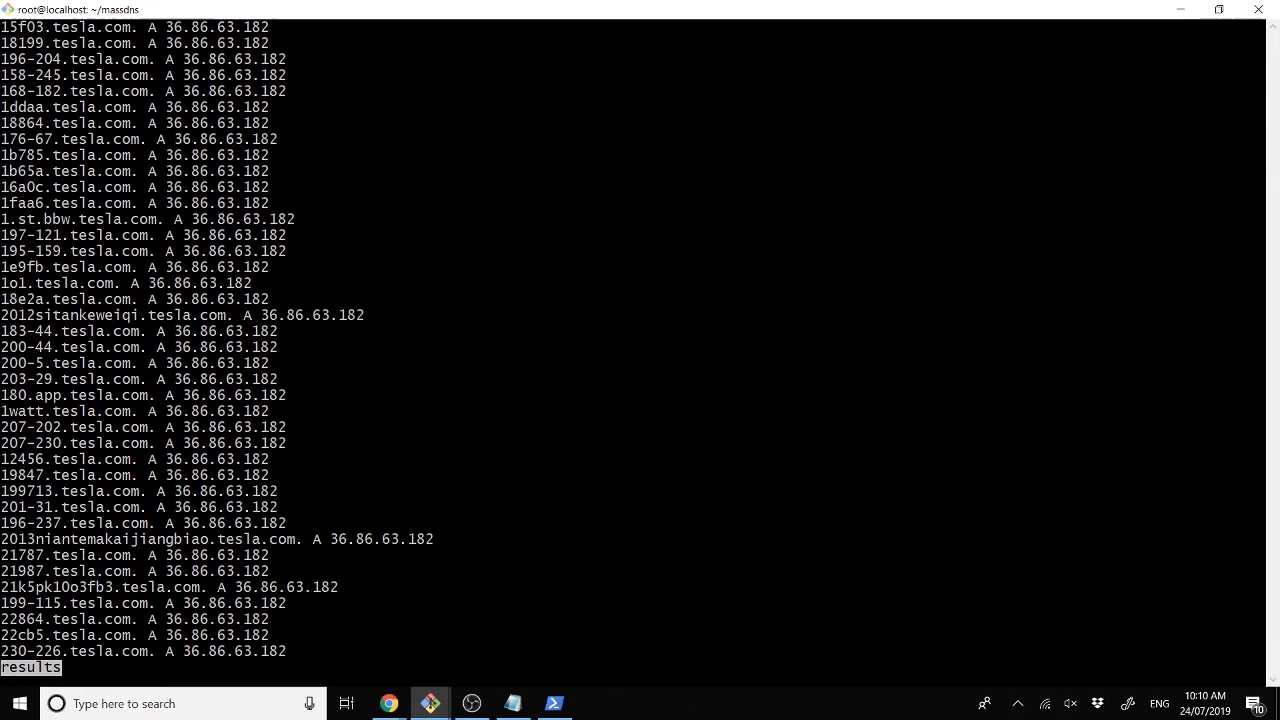 root@localhost: ~/massdns
15f03.tesla.com. A 36.86.63.182
18199.tesla.com. A 36.86.63.182
196-204.tesla.com. A 36.86.63.182
158-245.tesla.com. A 36.86.63.182
168-182.tesla.com. A 36.86.63.182
1ddaa.tesla.com. A 36.86.63.182
18864.tesla.com. A 36.86.63.182
176-67.tesla.com. A 36.86.63.182
1b785.tesla.com. A 36.86.63.182
1b65a.tesla.com. A 36.86.63.182
16a0c.tesla.com. A 36.86.63.182
1faa6.tesla.com. A 36.86.63.182
1.st.bbw.tesla.com. A 36.86.63.182
197-121.tesla.com. A 36.86.63.182
195-159.tesla.com. A 36.86.63.182
1e9fb.tesla.com. A 36.86.63.182
1o1.tesla.com. A 36.86.63.182
18e2a.tesla.com. A 36.86.63.182
2012sitankeweiqi.tesla.com. A 36.86.63.182
183-44.tesla.com. A 36.86.63.182
200-44.tesla.com. A 36.86.63.182
200-5.tesla.com. A 36.86.63.182
203-29.tesla.com. A 36.86.63.182
180.app.tesla.com. A 36.86.63.182
1watt.tesla.com. A 36.86.63.182
207-202.tesla.com. A 36.86.63.182
207-230.tesla.com. A 36.86.63.182
12456.tesla.com. A 36.86.63.182
19847.tesla.com. A 36.86.63.182
199713.tesla.com. A 36.86.63.182
201-31.tesla.com. A 36.86.63.182
196-237.tesla.com. A 36.86.63.182
2013niantemakaijiangbiao.tesla.com. A 36.86.63.182
21787.tesla.com. A 36.86.63.182
21987.tesla.com. A 36.86.63.182
21k5pk10o3fb3.tesla.com. A 36.86.63.182
199-115.tesla.com. A 36.86.63.182
22864.tesla.com. A 36.86.63.182
22cb5.tesla.com. A 36.86.63.182
230-226.tesla.com. A 36.86.63.182
results
Type here to search
ENG
10:10 AM
24/07/2019